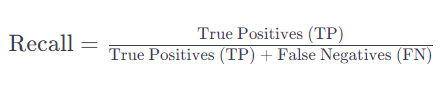 Recall = True Positives (TP) / True Positives (TP) + False Negatives (FN)